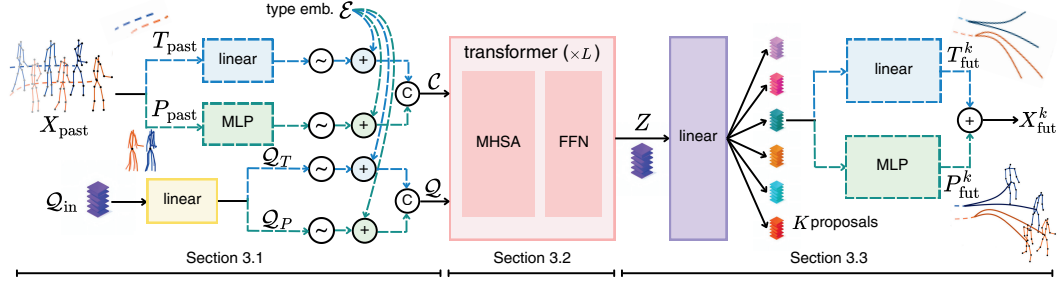 type emb. ℰ
T_past
linear
~
+
X_past
P_past
MLP
~
+
C
𝒞
𝒬_T
~
+
𝒬_in
linear
𝒬_P
~
+
C
𝒬
transformer (×L)
MHSA
FFN
Z
linear
K proposals
linear
MLP
T^k_fut
+
X^k_fut
P^k_fut
Section 3.1
Section 3.2
Section 3.3